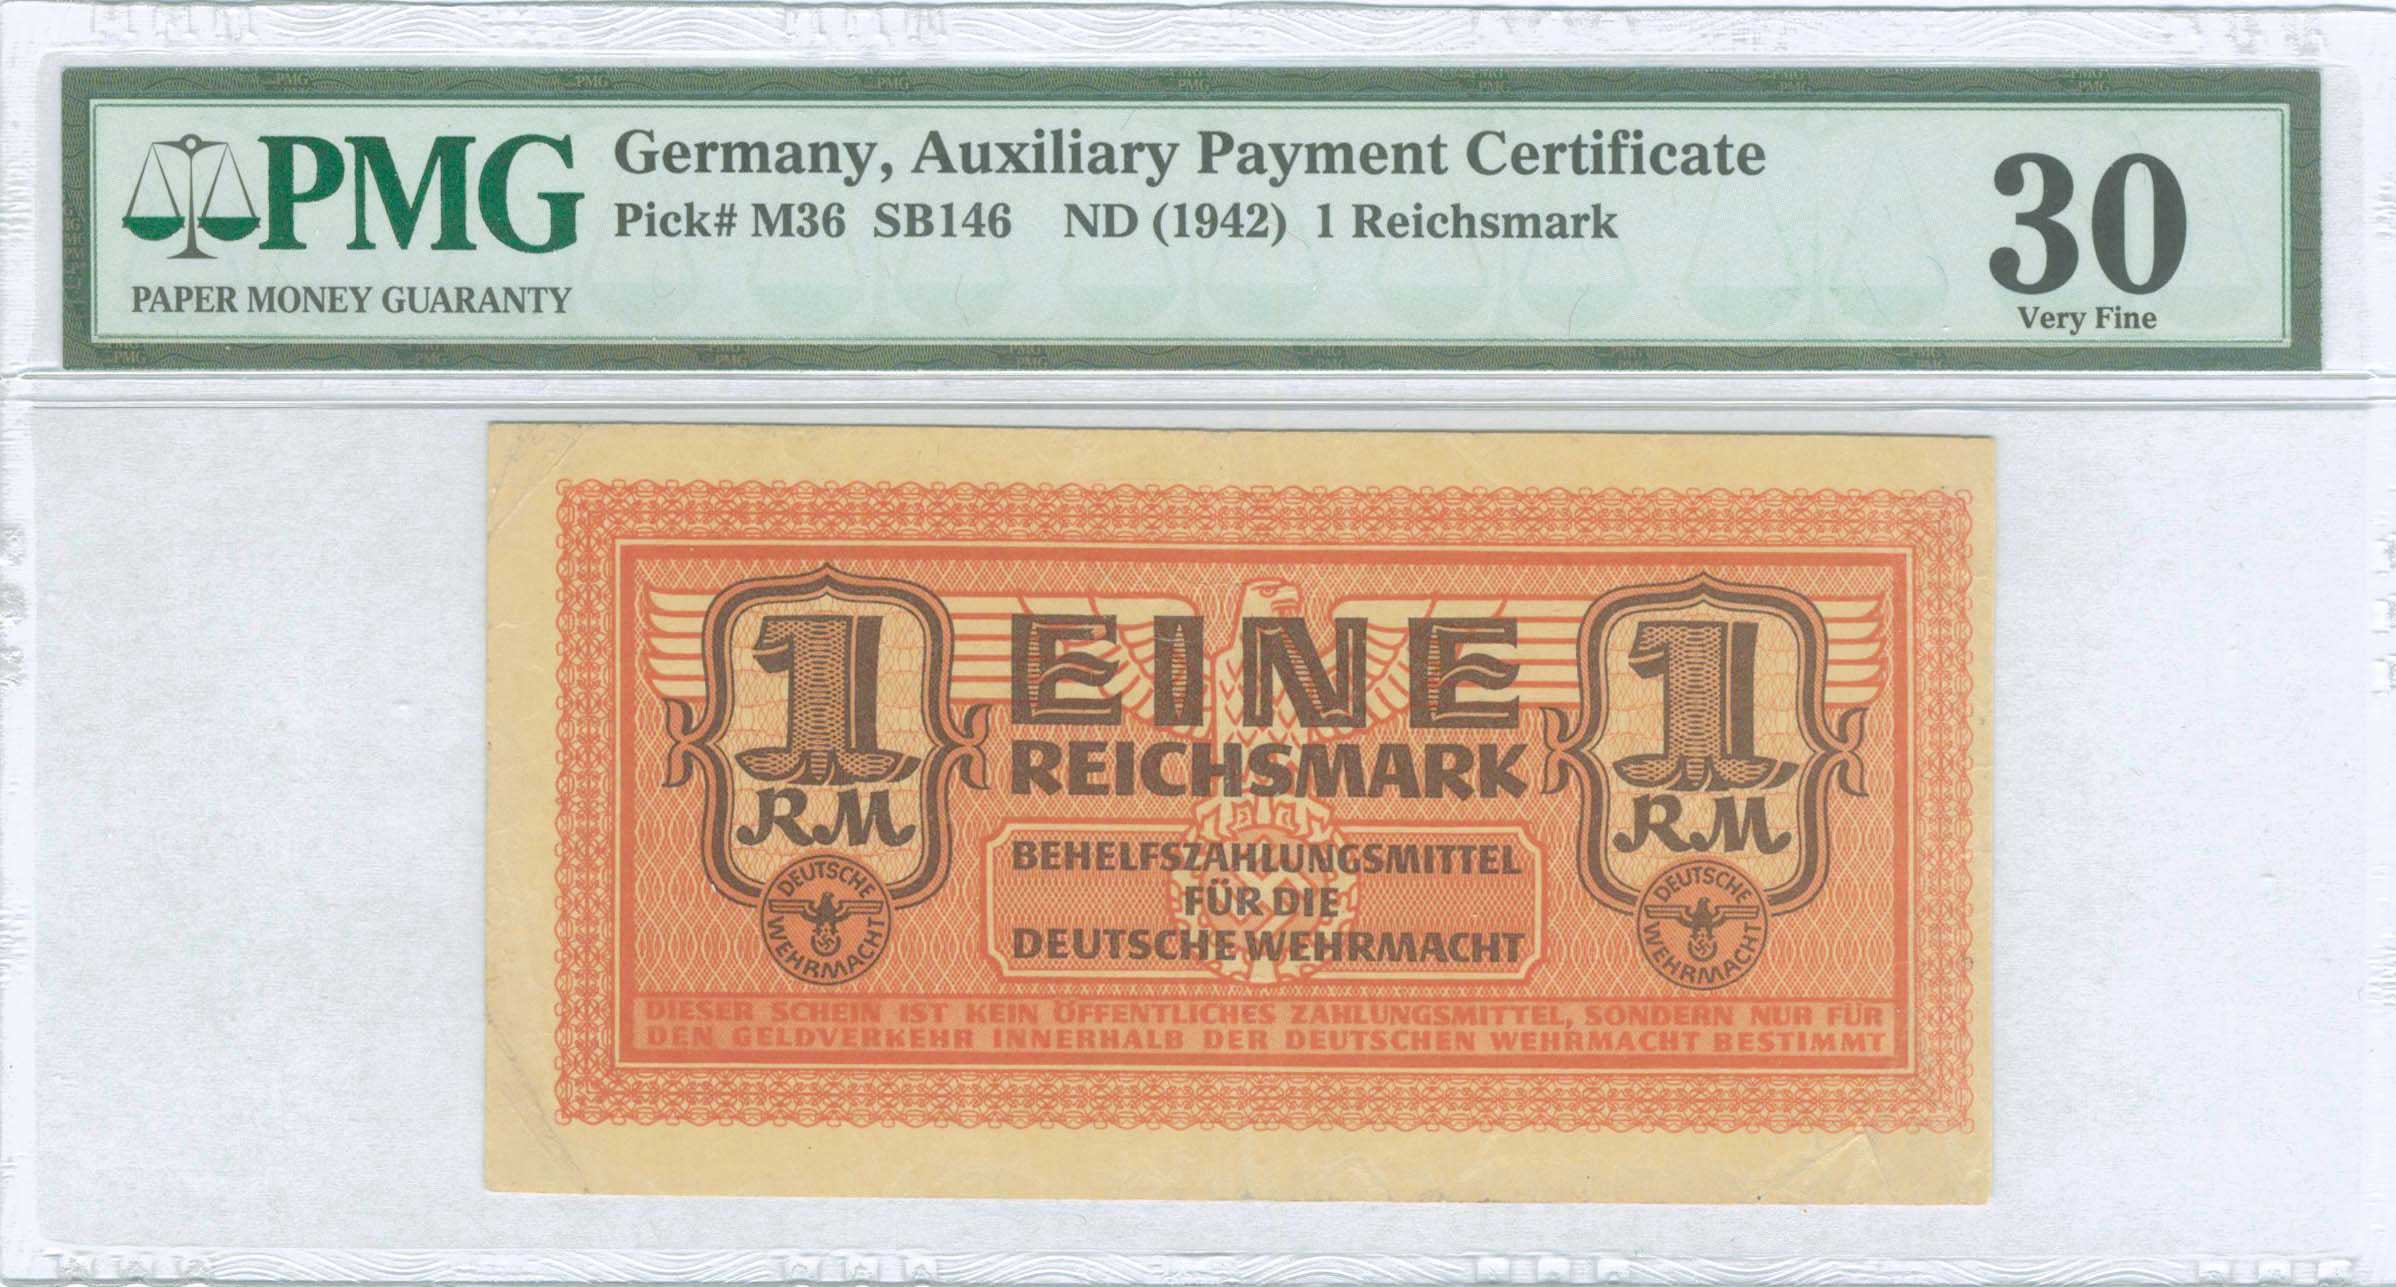 PMG
PAPER MONEY GUARANTY
Germany, Auxiliary Payment Certificate
Pick# M36 SB146 ND (1942) 1 Reichsmark
30
Very Fine
1
RM
DEUTSCHE
WEHRMACHT
EINE
REICHSMARK
BEHELFSZAHLUNGSMITTEL
FÜR DIE
DEUTSCHE WEHRMACHT
1
RM
DEUTSCHE
WEHRMACHT
DIESER SCHEIN IST KEIN ÖFFENTLICHES ZAHLUNGSMITTEL, SONDERN NUR FÜR
DEN GELDVERKEHR INNERHALB DER DEUTSCHEN WEHRMACHT BESTIMMT